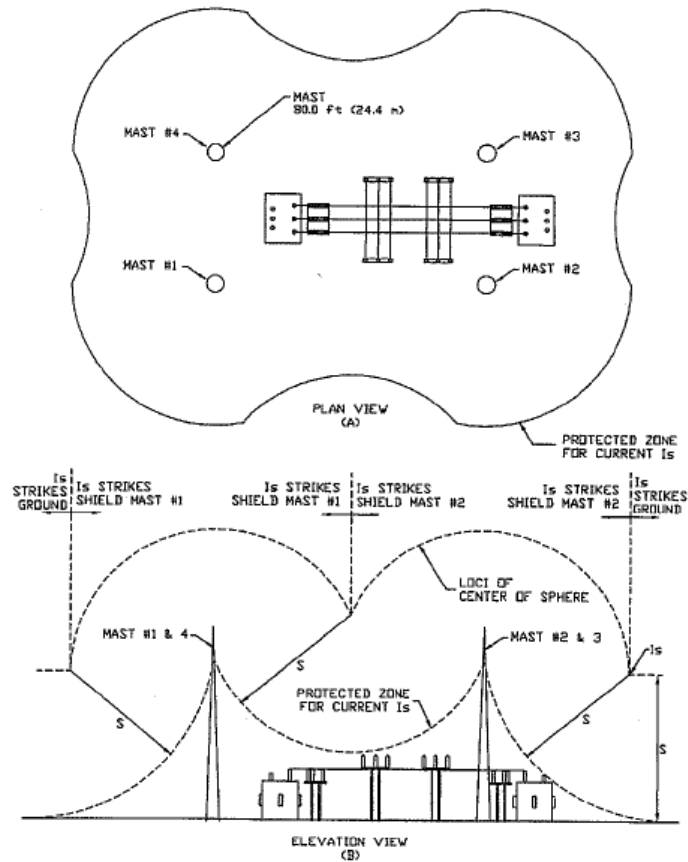 MAST
80.0 ft (24.4 m)
MAST #4
MAST #3
MAST #1
MAST #2
PLAN VIEW
(A)
PROTECTED ZONE
FOR CURRENT Is
Is
STRIKES
GROUND
Is STRIKES
SHIELD MAST #1
Is STRIKES
SHIELD MAST #1
Is STRIKES
SHIELD MAST #2
Is STRIKES
SHIELD MAST #2
Is
STRIKES
GROUND
LOCI OF
CENTER OF SPHERE
MAST #1 & 4
MAST #2 & 3
Is
S
S
PROTECTED ZONE
FOR CURRENT Is
S
S
ELEVATION VIEW
(B)